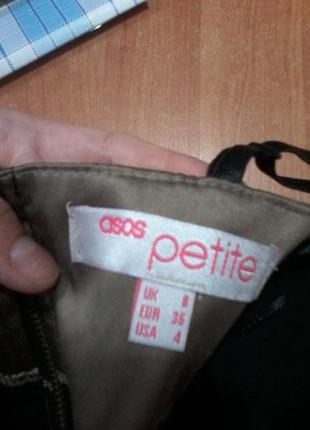 asos petite
UK 8
EUR 36
USA 4